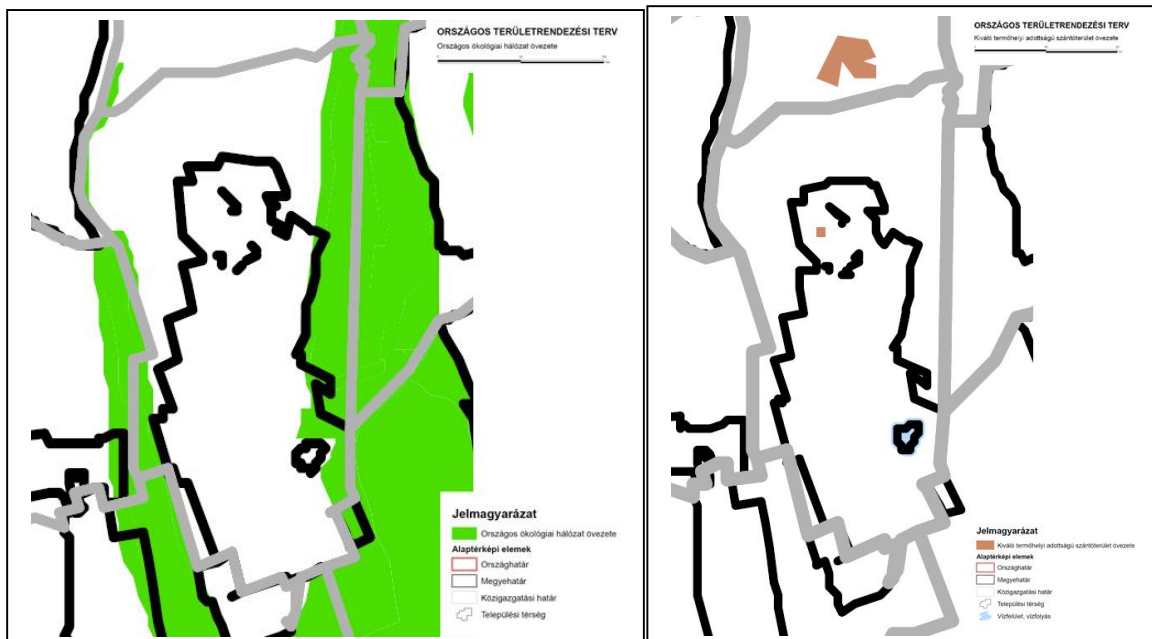 ORSZÁGOS TERÜLETRENDEZÉSI TERV
Országos ökológiai hálózat övezete
Jelmagyarázat
Országos ökológiai hálózat övezete
Alaptérképi elemek
Országhatár
Megyehatár
Közigazgatási határ
Települési térség
ORSZÁGOS TERÜLETRENDEZÉSI TERV
Kiváló termőhelyi adottságú szántóterület övezete
Jelmagyarázat
Kiváló termőhelyi adottságú szántóterület övezete
Alaptérképi elemek
Országhatár
Megyehatár
Közigazgatási határ
Települési térség
Vízfelület, vízfolyás